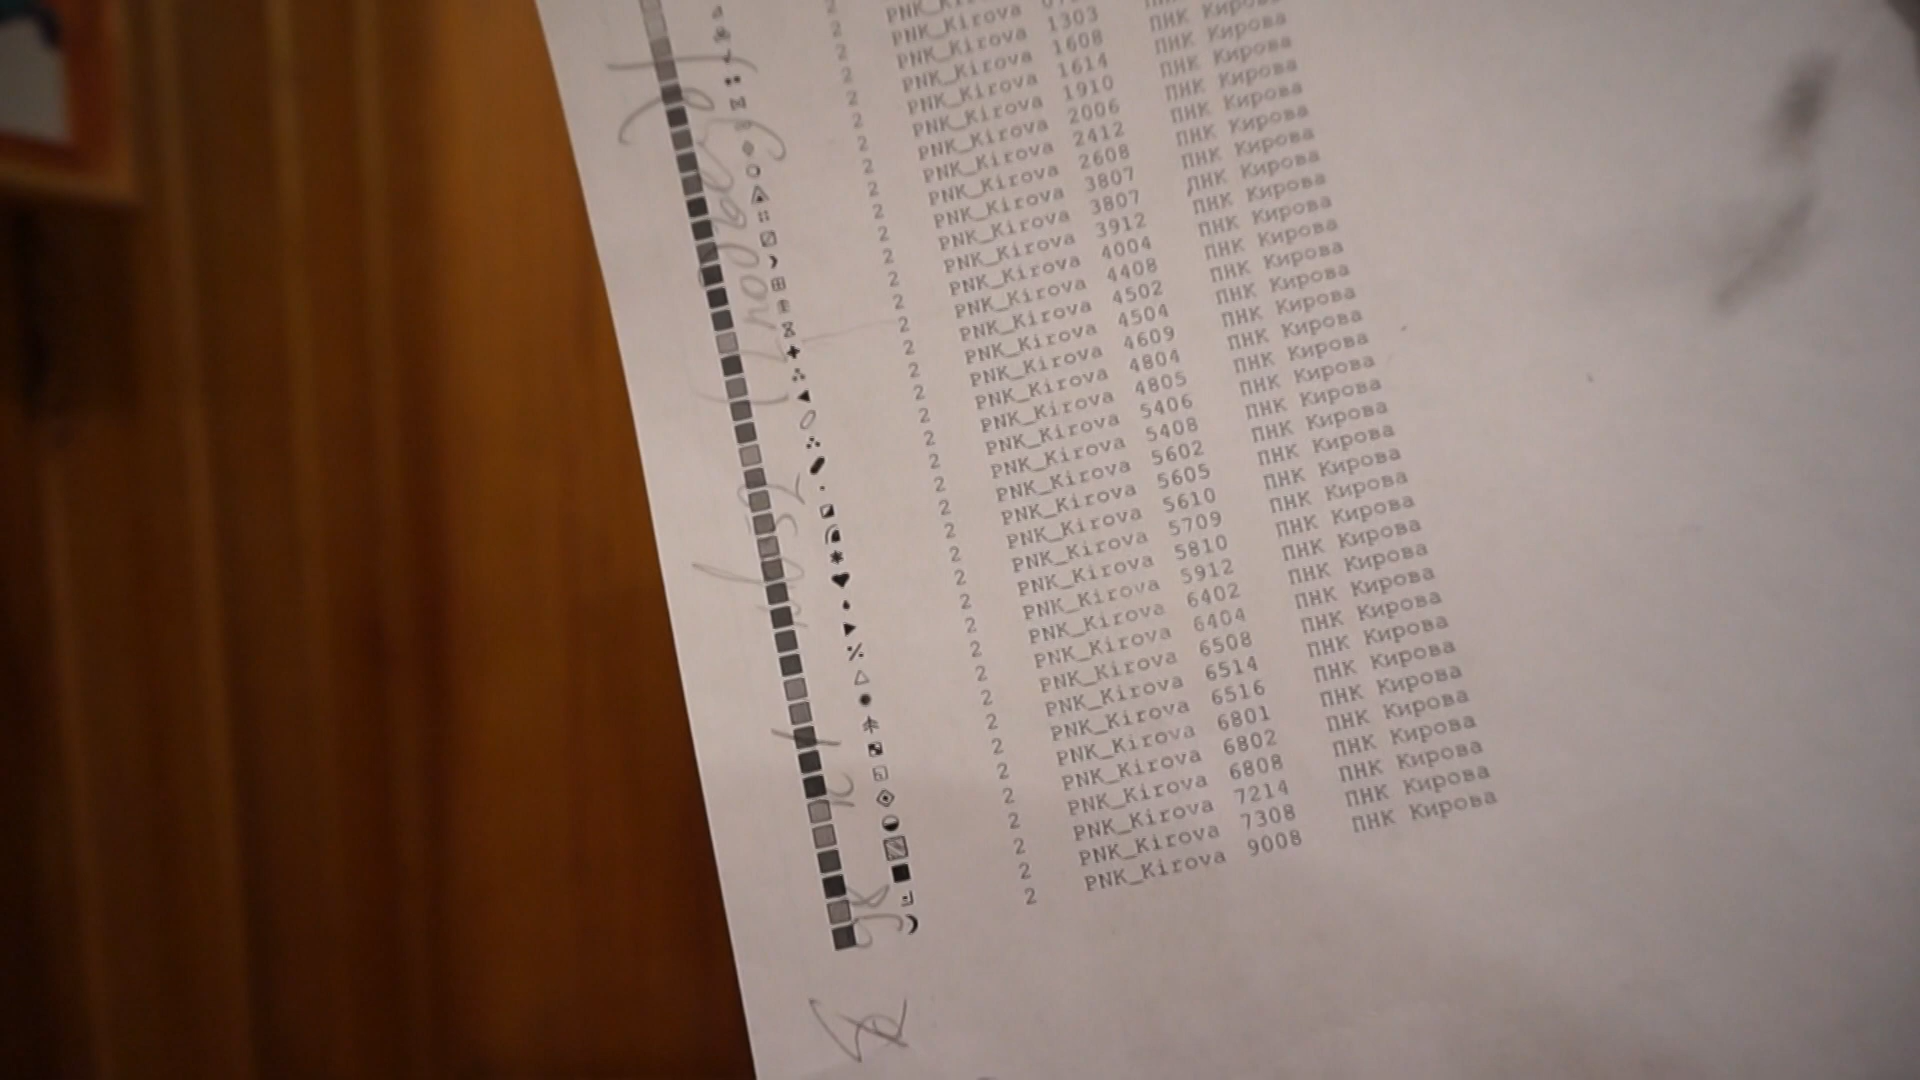 2 PNK_Kirova
2 PNK_Kirova 1303
2 PNK_Kirova 1608 ПНК Кирова
2 PNK_Kirova 1614 ПНК Кирова
2 PNK_Kirova 1910 ПНК Кирова
2 PNK_Kirova 2006 ПНК Кирова
2 PNK_Kirova 2412 ПНК Кирова
2 PNK_Kirova 2608 ПНК Кирова
2 PNK_Kirova 3807 ПНК Кирова
2 PNK_Kirova 3807 ПНК Кирова
2 PNK_Kirova 3912 ПНК Кирова
2 PNK_Kirova 4004 ПНК Кирова
2 PNK_Kirova 4408 ПНК Кирова
2 PNK_Kirova 4502 ПНК Кирова
2 PNK_Kirova 4504 ПНК Кирова
2 PNK_Kirova 4609 ПНК Кирова
2 PNK_Kirova 4804 ПНК Кирова
2 PNK_Kirova 4805 ПНК Кирова
2 PNK_Kirova 5406 ПНК Кирова
2 PNK_Kirova 5408 ПНК Кирова
2 PNK_Kirova 5602 ПНК Кирова
2 PNK_Kirova 5605 ПНК Кирова
2 PNK_Kirova 5610 ПНК Кирова
2 PNK_Kirova 5709 ПНК Кирова
2 PNK_Kirova 5810 ПНК Кирова
2 PNK_Kirova 5912 ПНК Кирова
2 PNK_Kirova 6402 ПНК Кирова
2 PNK_Kirova 6404 ПНК Кирова
2 PNK_Kirova 6508 ПНК Кирова
2 PNK_Kirova 6514 ПНК Кирова
2 PNK_Kirova 6516 ПНК Кирова
2 PNK_Kirova 6801 ПНК Кирова
2 PNK_Kirova 6802 ПНК Кирова
2 PNK_Kirova 6808 ПНК Кирова
2 PNK_Kirova 7214 ПНК Кирова
2 PNK_Kirova 7308 ПНК Кирова
2 PNK_Kirova 9008 ПНК Кирова